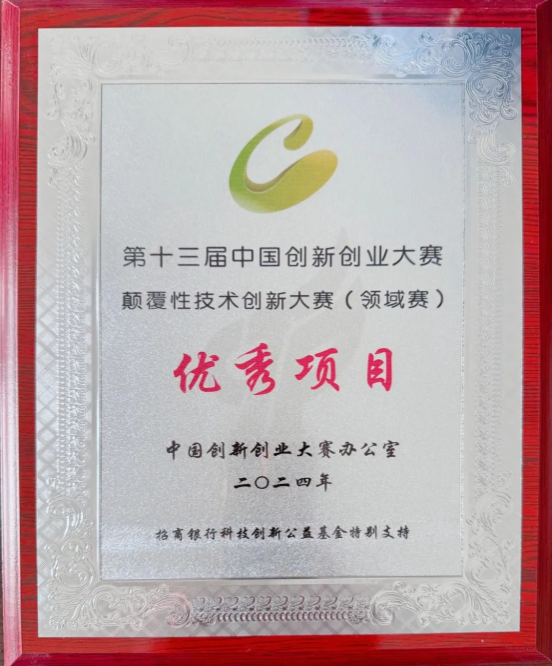 第十三届中国创新创业大赛
颠覆性技术创新大赛（领域赛）
优秀项目
中国创新创业大赛办公室
二〇二四年
招商银行科技创新公益基金特别支持